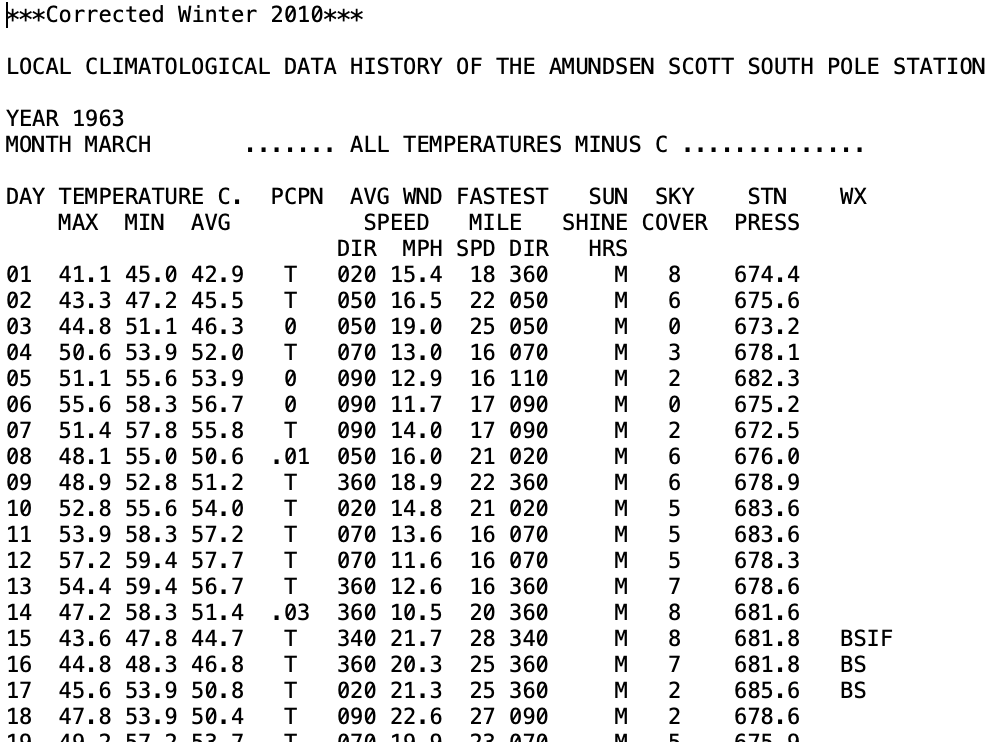 ***Corrected Winter 2010***
LOCAL CLIMATOLOGICAL DATA HISTORY OF THE AMUNDSEN SCOTT SOUTH POLE STATION
YEAR 1963
MONTH MARCH ....... ALL TEMPERATURES MINUS C ..............
DAY TEMPERATURE C. PCPN AVG WND FASTEST SUN SKY STN WX
MAX MIN AVG SPEED MILE SHINE COVER PRESS
DIR MPH SPD DIR HRS
01 41.1 45.0 42.9 T 020 15.4 18 360 M 8 674.4
02 43.3 47.2 45.5 T 050 16.5 22 050 M 6 675.6
03 44.8 51.1 46.3 0 050 19.0 25 050 M 0 673.2
04 50.6 53.9 52.0 T 070 13.0 16 070 M 3 678.1
05 51.1 55.6 53.9 0 090 12.9 16 110 M 2 682.3
06 55.6 58.3 56.7 0 090 11.7 17 090 M 0 675.2
07 51.4 57.8 55.8 T 090 14.0 17 090 M 2 672.5
08 48.1 55.0 50.6 .01 050 16.0 21 020 M 6 676.0
09 48.9 52.8 51.2 T 360 18.9 22 360 M 6 678.9
10 52.8 55.6 54.0 T 020 14.8 21 020 M 5 683.6
11 53.9 58.3 57.2 T 070 13.6 16 070 M 5 683.6
12 57.2 59.4 57.7 T 070 11.6 16 070 M 5 678.3
13 54.4 59.4 56.7 T 360 12.6 16 360 M 7 678.6
14 47.2 58.3 51.4 .03 360 10.5 20 360 M 8 681.6
15 43.6 47.8 44.7 T 340 21.7 28 340 M 8 681.8 BSIF
16 44.8 48.3 46.8 T 360 20.3 25 360 M 7 681.8 BS
17 45.6 53.9 50.8 T 020 21.3 25 360 M 2 685.6 BS
18 47.8 53.9 50.4 T 090 22.6 27 090 M 2 678.6
19 49.2 57.2 53.7 T 070 19.9 23 070 M 5 675.9